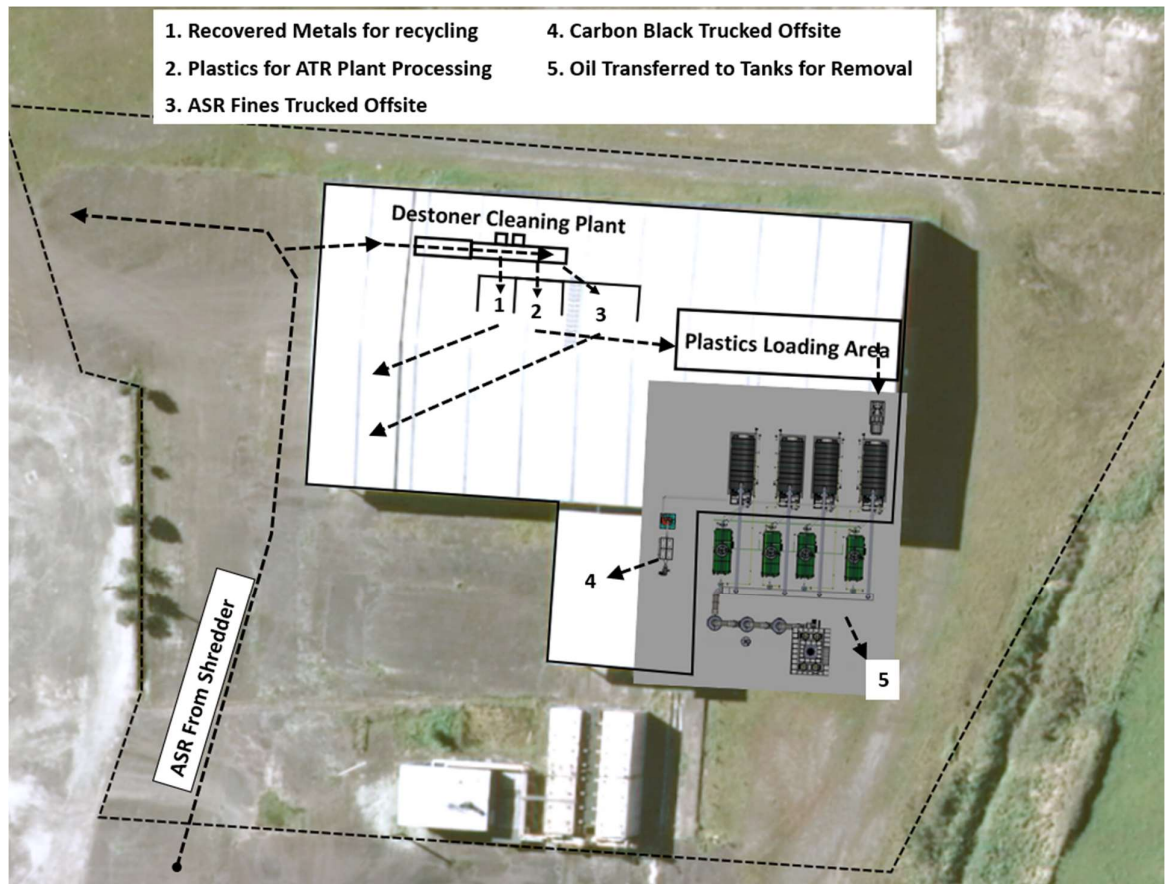 1. Recovered Metals for recycling
2. Plastics for ATR Plant Processing
3. ASR Fines Trucked Offsite
4. Carbon Black Trucked Offsite
5. Oil Transferred to Tanks for Removal
Destoner Cleaning Plant
1
2
3
Plastics Loading Area
4
5
ASR From Shredder